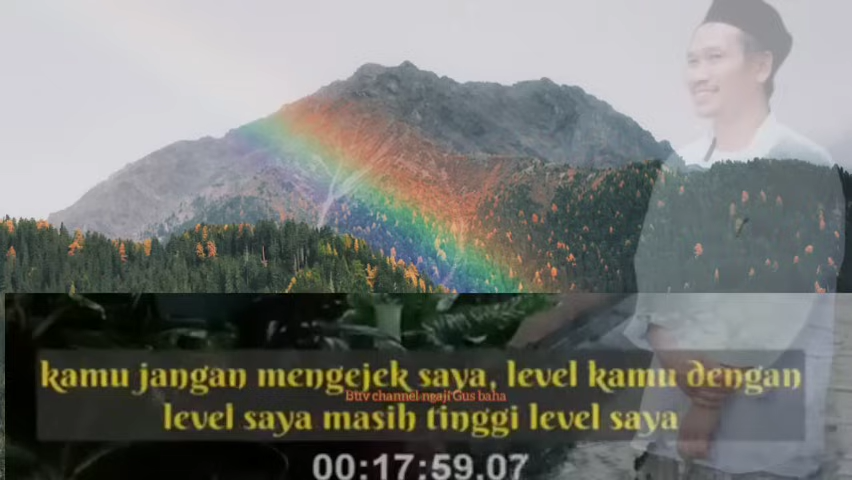 kamu jangan mengejek saya, level kamu dengan
Btv channel ngaji Gus baha
level saya masih tinggi level saya
00:17:59.07